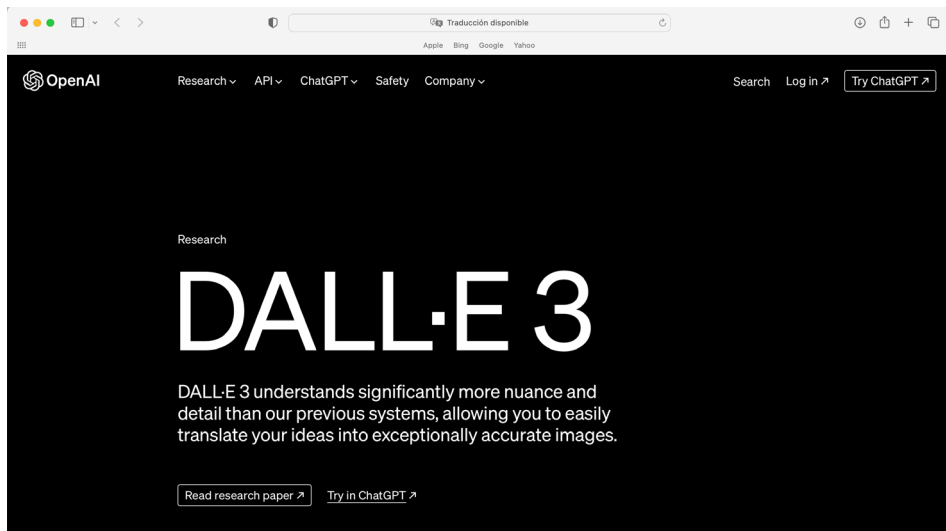 Traducción disponible
Apple Bing Google Yahoo
OpenAI Research API ChatGPT Safety Company Search Log in ↗ Try ChatGPT ↗
Research
DALL·E 3
DALL·E 3 understands significantly more nuance and
detail than our previous systems, allowing you to easily
translate your ideas into exceptionally accurate images.
Read research paper ↗ Try in ChatGPT ↗